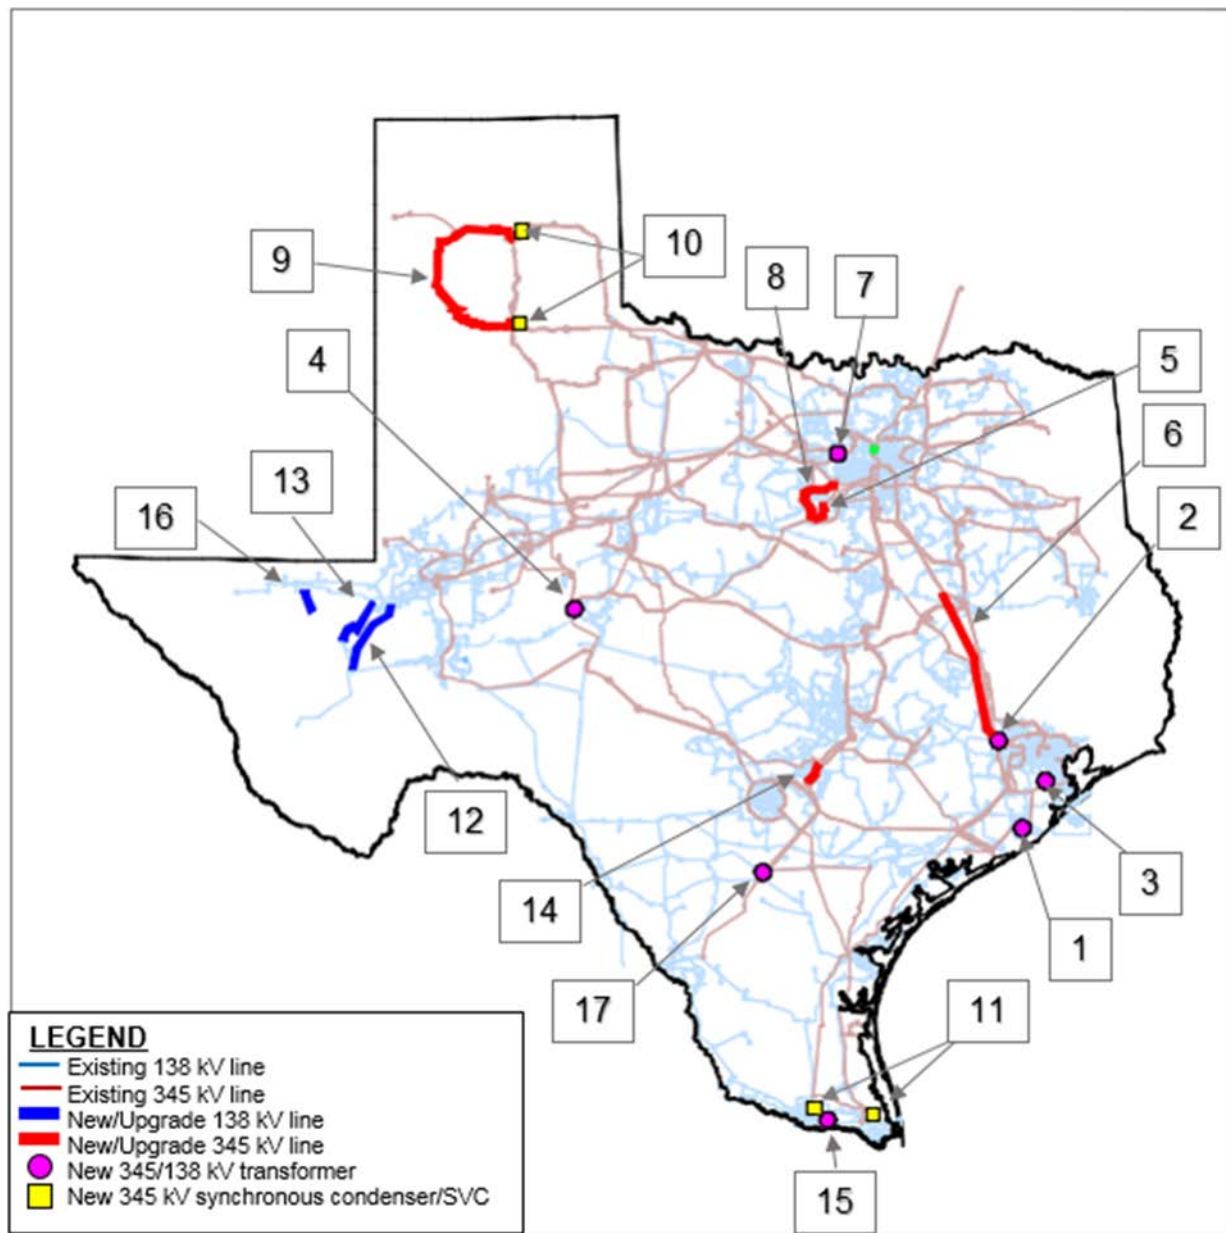 10
9
8
7
4
5
6
13
16
2
12
3
14
1
17
11
15
LEGEND
Existing 138 kV line
Existing 345 kV line
New/Upgrade 138 kV line
New/Upgrade 345 kV line
New 345/138 kV transformer
New 345 kV synchronous condenser/SVC